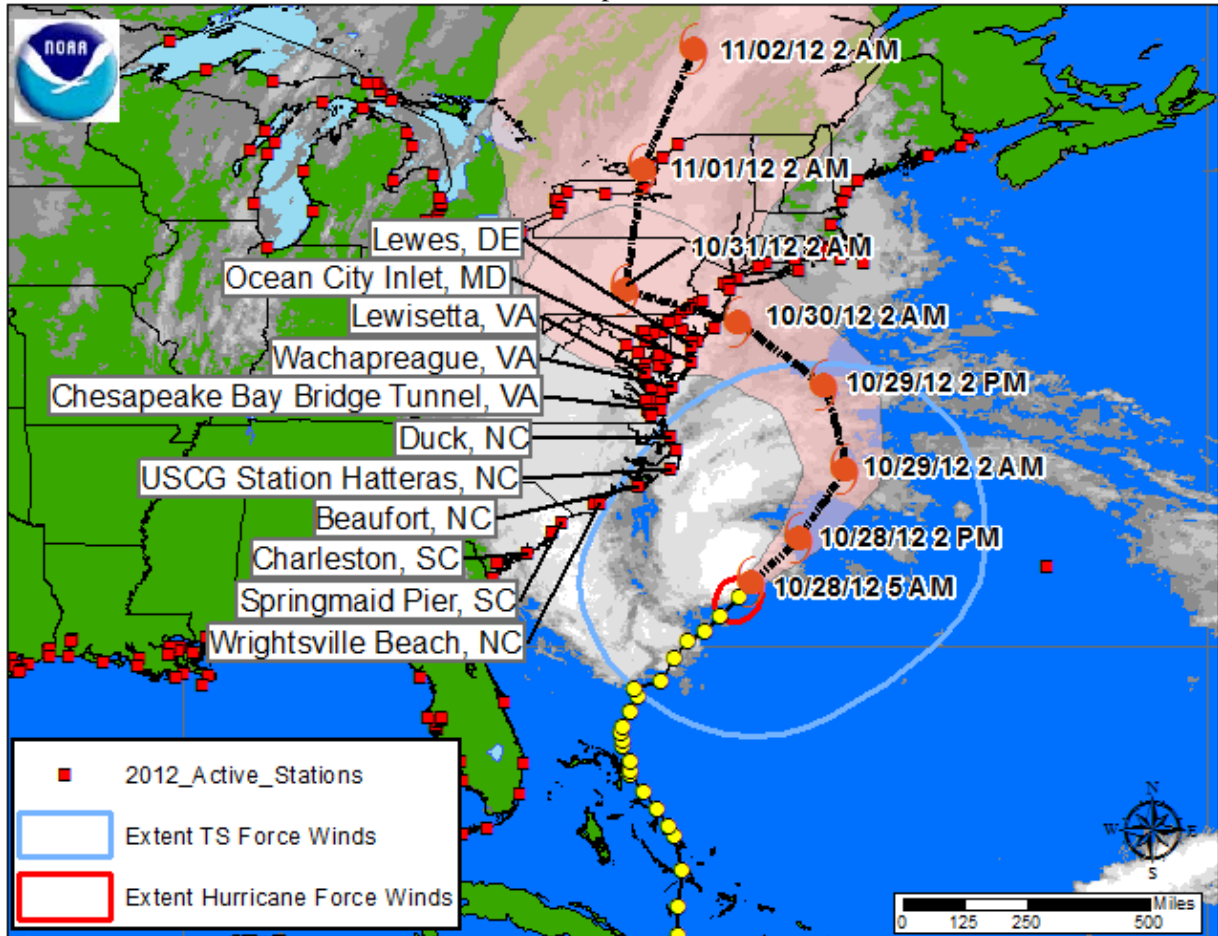 NOAA
11/02/12 2 AM
11/01/12 2 AM
10/31/12 2 AM
10/30/12 2 AM
10/29/12 2 PM
10/29/12 2 AM
10/28/12 2 PM
10/28/12 5 AM
Lewes, DE
Ocean City Inlet, MD
Lewisetta, VA
Wachapreague, VA
Chesapeake Bay Bridge Tunnel, VA
Duck, NC
USCG Station Hatteras, NC
Beaufort, NC
Charleston, SC
Springmaid Pier, SC
Wrightsville Beach, NC
2012_Active_Stations
Extent TS Force Winds
Extent Hurricane Force Winds
N
W E
S
Miles
0 125 250 500